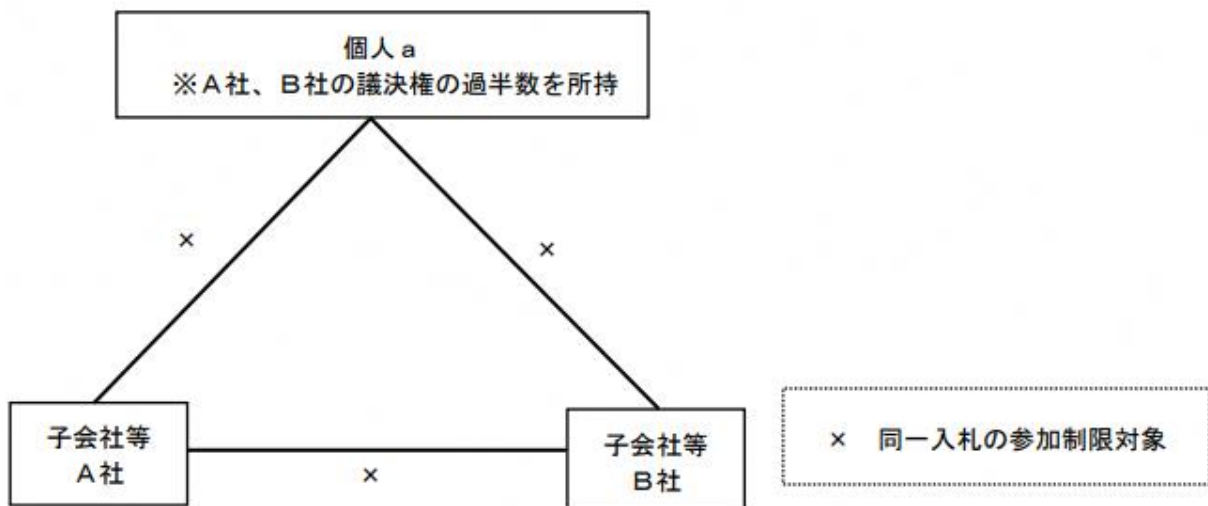 個人ａ
※Ａ社、Ｂ社の議決権の過半数を所持
×
×
子会社等
Ａ社
×
子会社等
Ｂ社
× 同一入札の参加制限対象